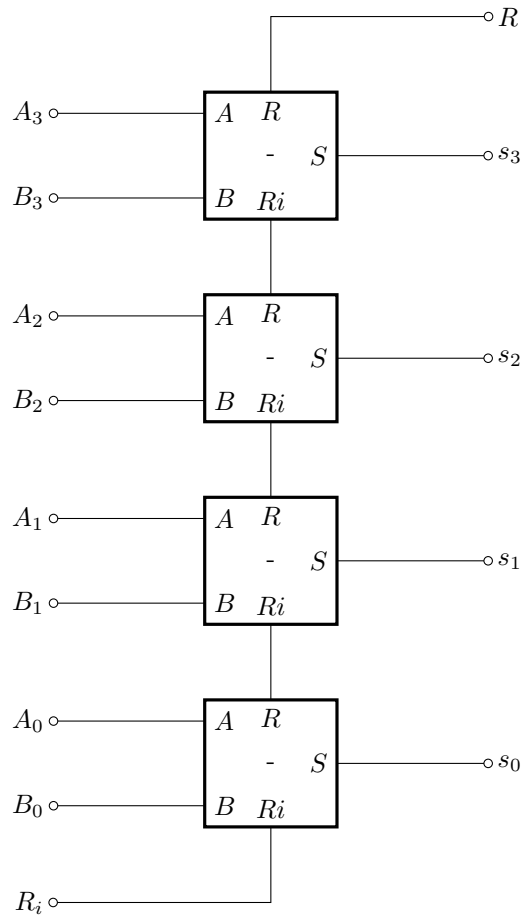 R
A₃ A R
- S s₃
B₃ B Ri
A₂ A R
- S s₂
B₂ B Ri
A₁ A R
- S s₁
B₁ B Ri
A₀ A R
- S s₀
B₀ B Ri
Rᵢ